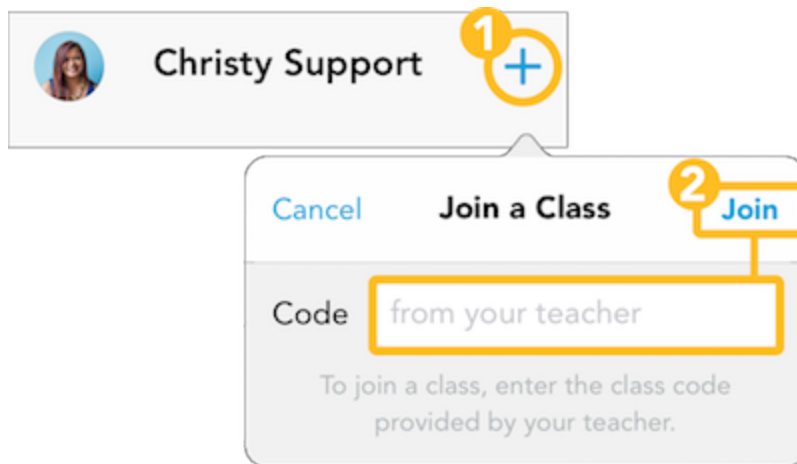 1
Christy Support +
2
Cancel Join a Class Join
Code from your teacher
To join a class, enter the class code
provided by your teacher.